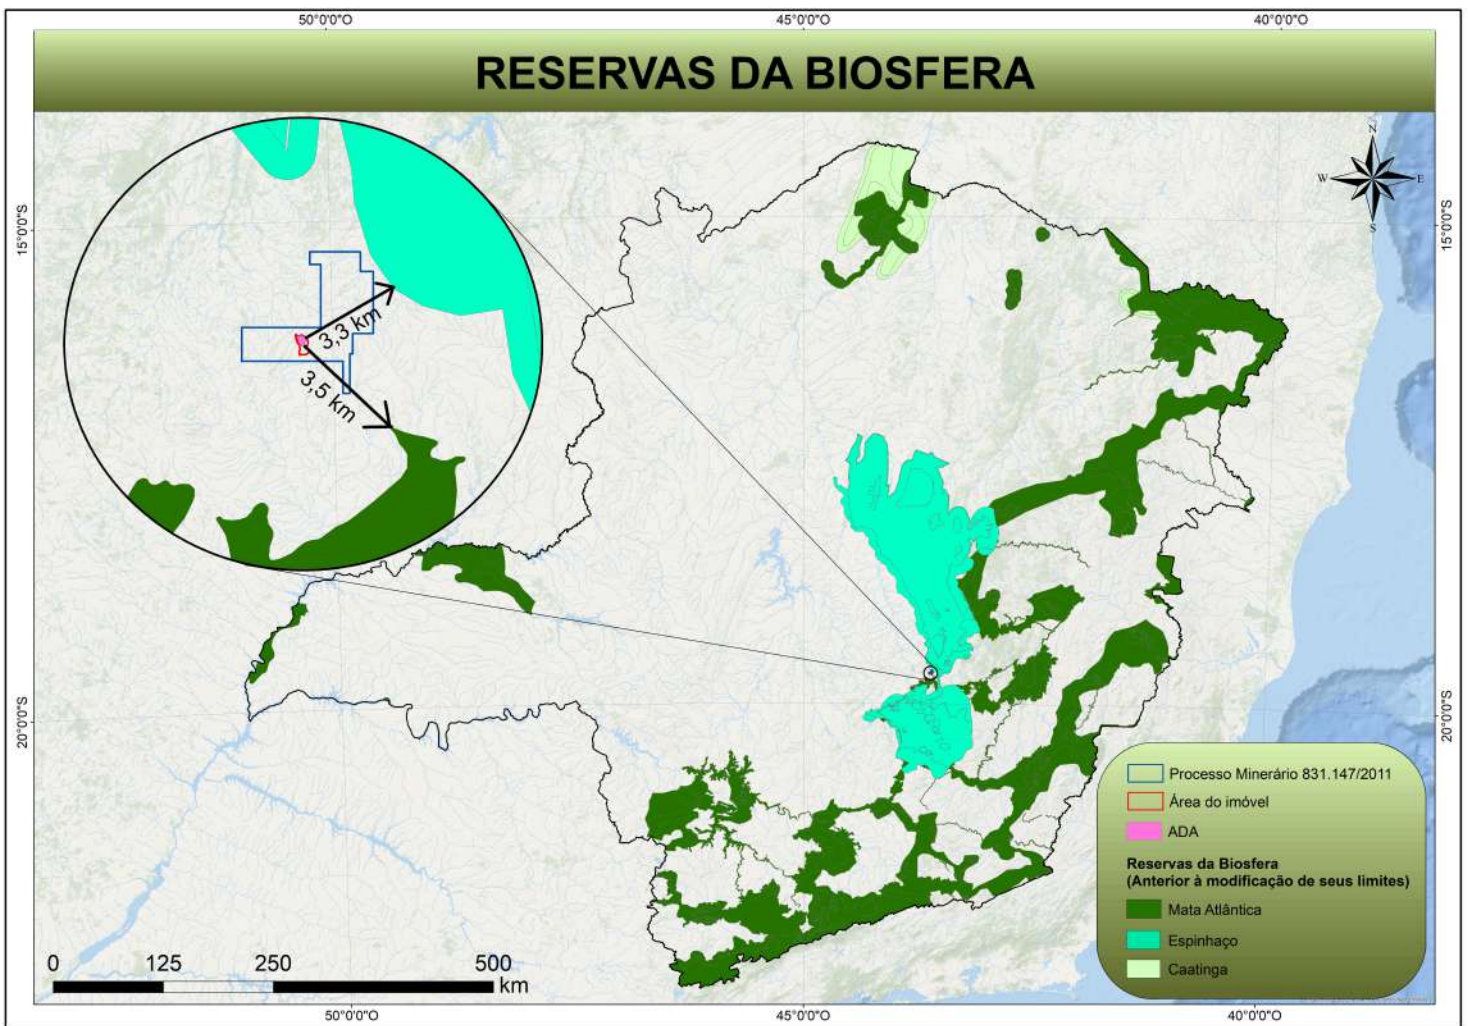 50°0'0"O 45°0'0"O 40°0'0"O
RESERVAS DA BIOSFERA
N
W E
S
15°0'0"S 15°0'0"S
3,3 km
3,5 km
20°0'0"S 20°0'0"S
Processo Minerário 831.147/2011
Área do imóvel
ADA
Reservas da Biosfera
(Anterior à modificação de seus limites)
Mata Atlântica
Espinhaço
Caatinga
0 125 250 500
km
50°0'0"O 45°0'0"O 40°0'0"O